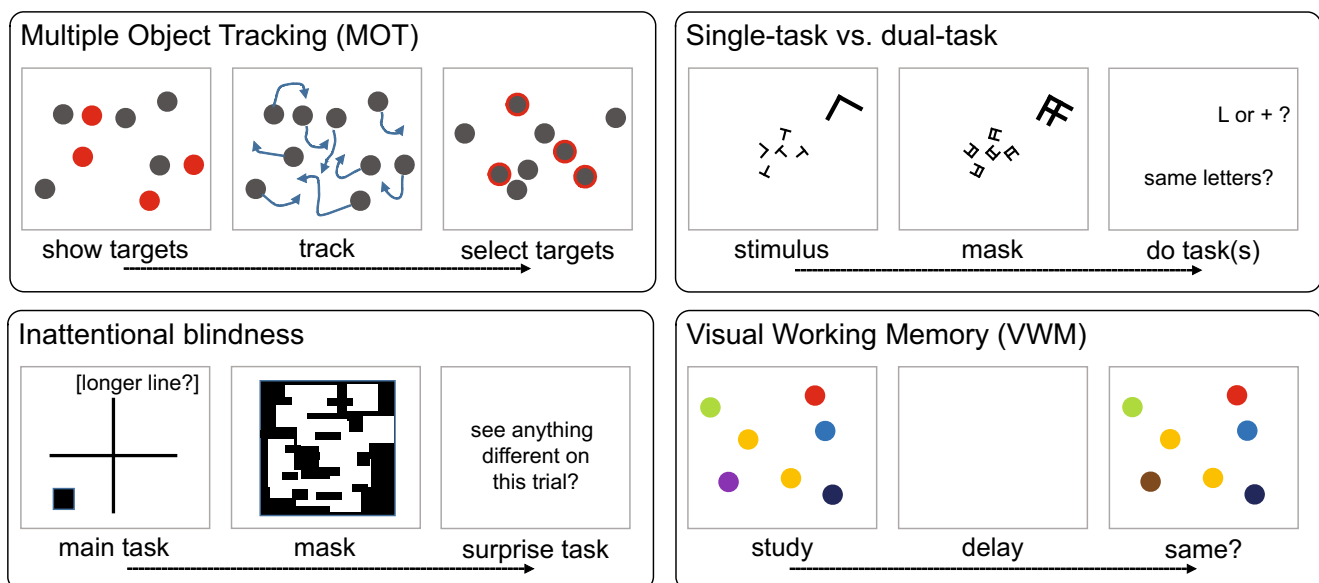 Multiple Object Tracking (MOT)
show targets
track
select targets
Single-task vs. dual-task
L or + ?
same letters?
stimulus
mask
do task(s)
Inattentional blindness
[longer line?]
see anything
different on
this trial?
main task
mask
surprise task
Visual Working Memory (VWM)
study
delay
same?